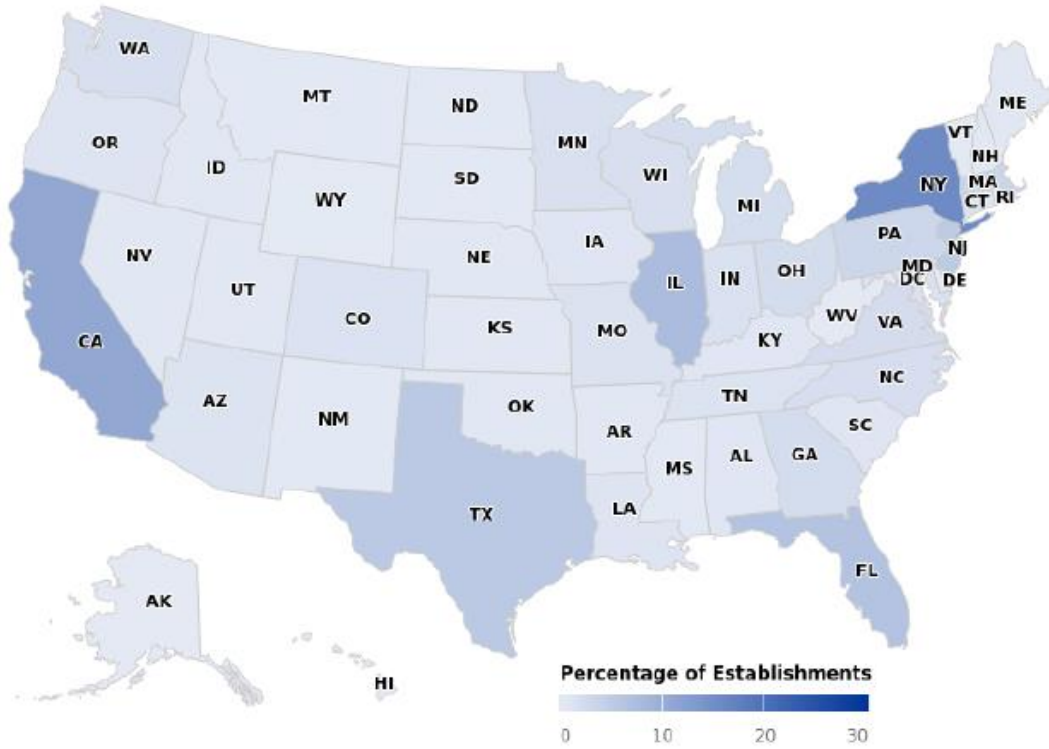 WA
MT
ND
ME
OR
MN
VT
ID
NH
SD
WI
NY
MA
CT
RI
WY
MI
PA
IA
NJ
NE
NV
OH
MD
IL
IN
DC
DE
UT
CO
WV
VA
KS
MO
CA
KY
NC
AZ
TN
OK
NM
AR
SC
GA
AL
MS
TX
LA
FL
AK
HI
Percentage of Establishments
0 10 20 30